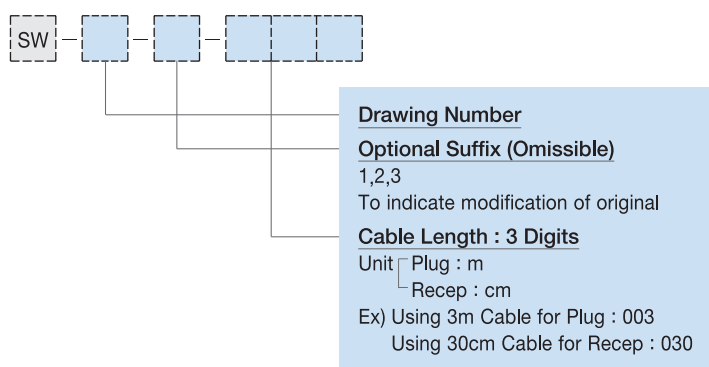 SW
Drawing Number
Optional Suffix (Omissible)
1,2,3
To indicate modification of original
Cable Length : 3 Digits
Unit Plug : m
Recep : cm
Ex) Using 3m Cable for Plug : 003
Using 30cm Cable for Recep : 030